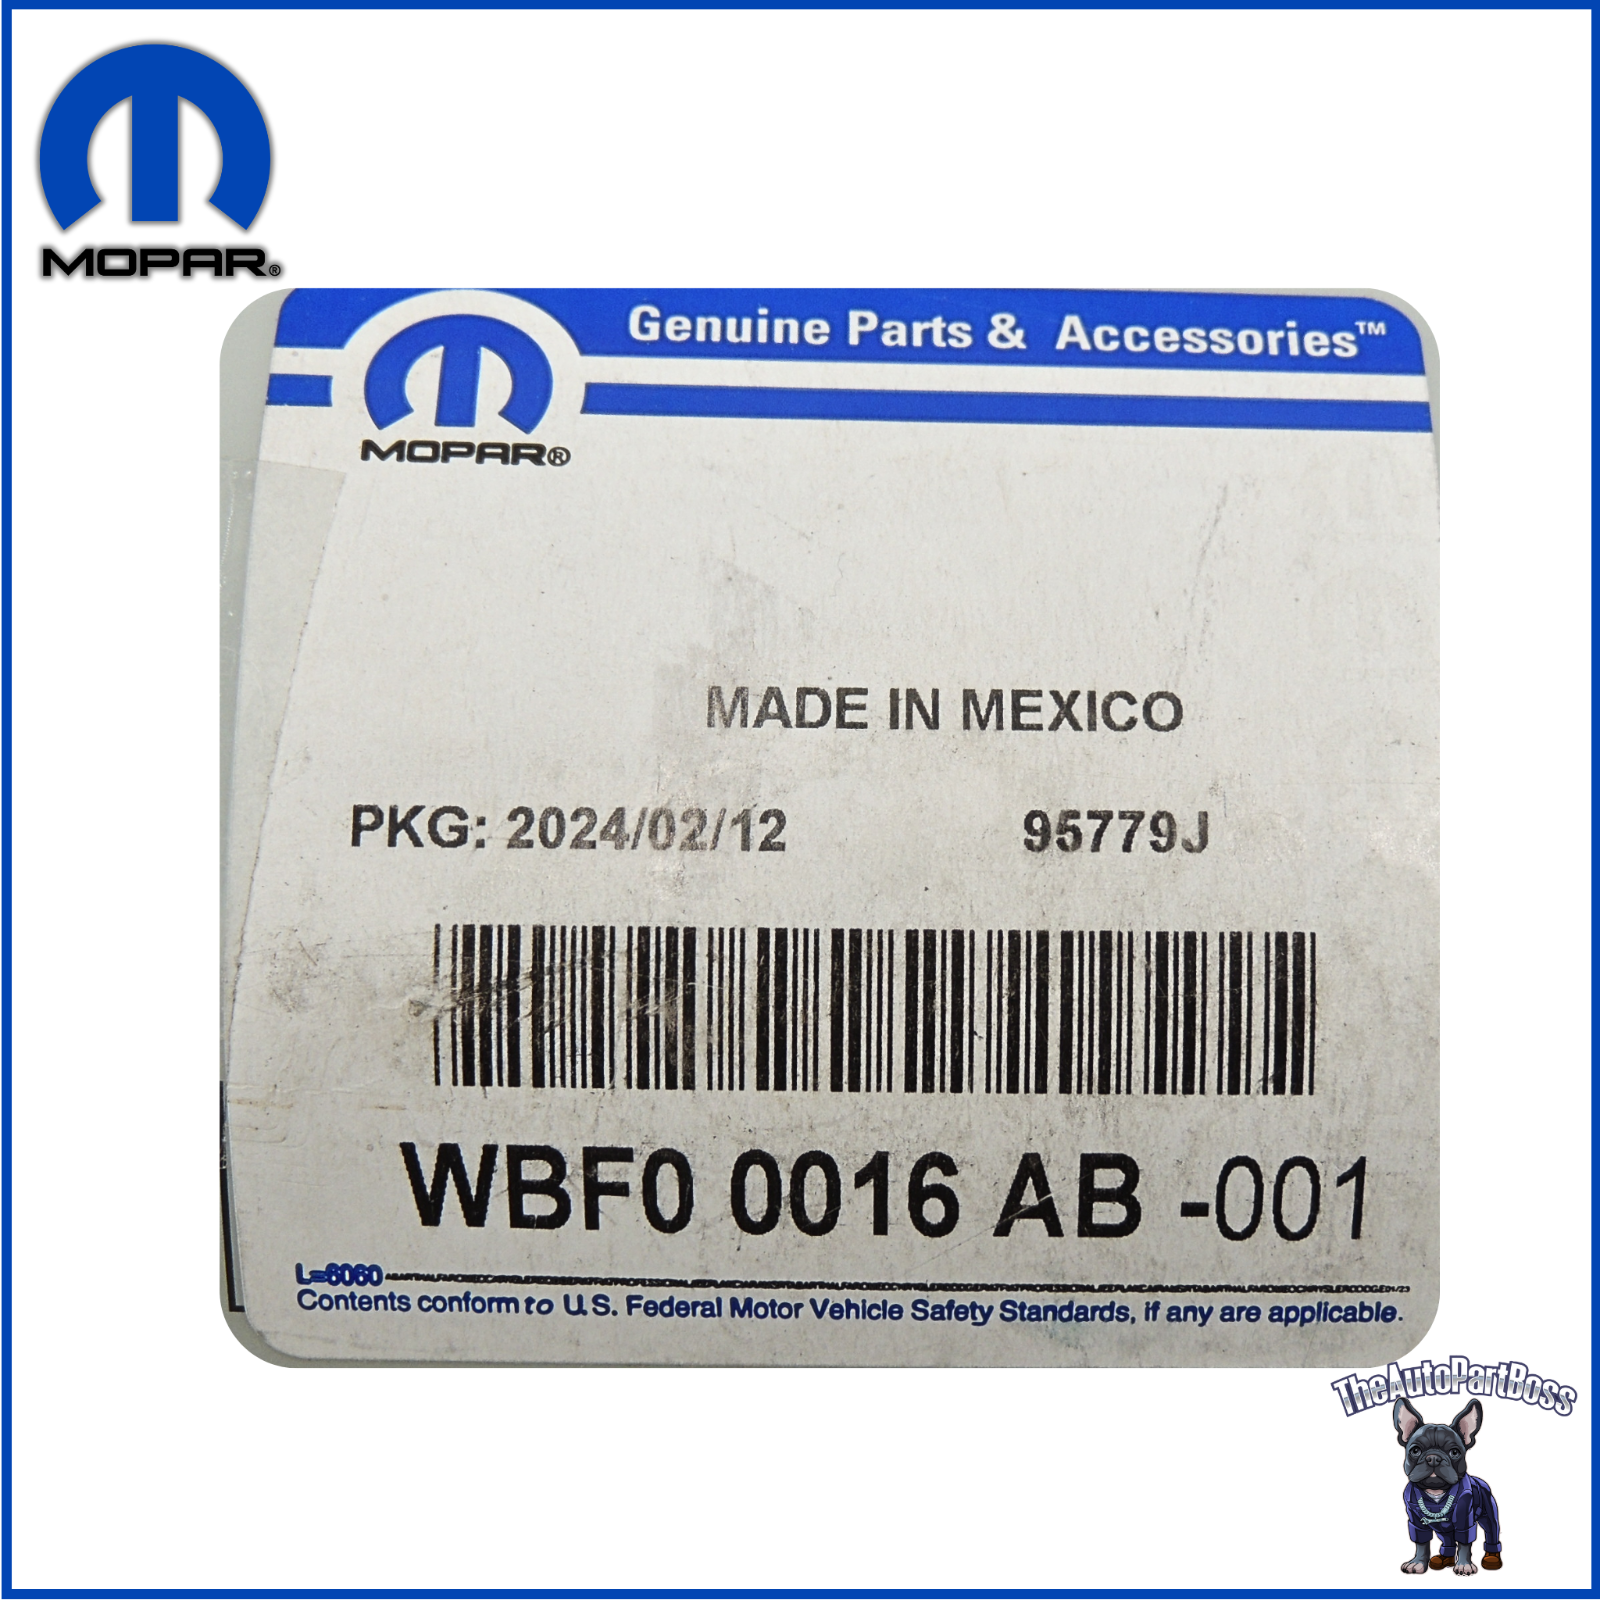 MOPAR®
Genuine Parts & Accessories™
MOPAR®
MADE IN MEXICO
PKG: 2024/02/12 95779J
WBF0 0016 AB -001
L=6060
Contents conform to U.S. Federal Motor Vehicle Safety Standards, if any are applicable.
TheAutoPartBoss